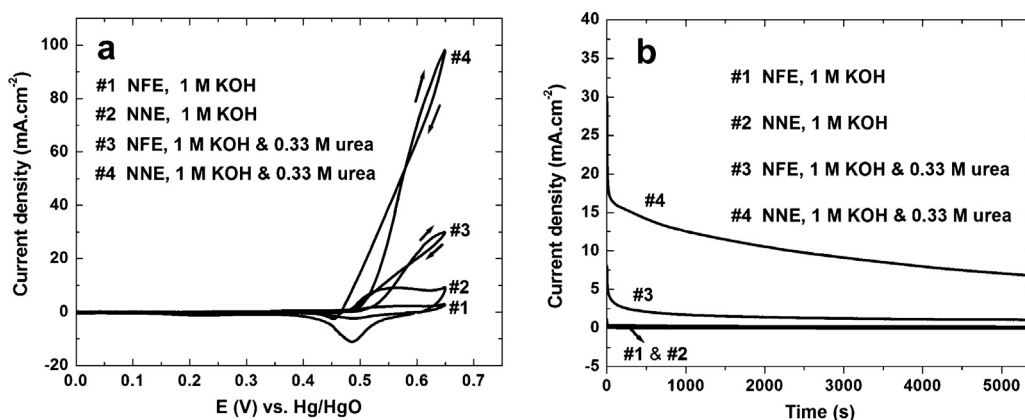 a
#1 NFE, 1 M KOH
#2 NNE, 1 M KOH
#3 NFE, 1 M KOH & 0.33 M urea
#4 NNE, 1 M KOH & 0.33 M urea
#4
#3
#2
#1
100
80
60
40
20
0
-20
0.0 0.1 0.2 0.3 0.4 0.5 0.6 0.7
Current density (mA.cm-2)
E (V) vs. Hg/HgO
b
#1 NFE, 1 M KOH
#2 NNE, 1 M KOH
#3 NFE, 1 M KOH & 0.33 M urea
#4 NNE, 1 M KOH & 0.33 M urea
#4
#3
#1 & #2
40
35
30
25
20
15
10
5
0
-5
0 1000 2000 3000 4000 5000
Current density (mA.cm-2)
Time (s)